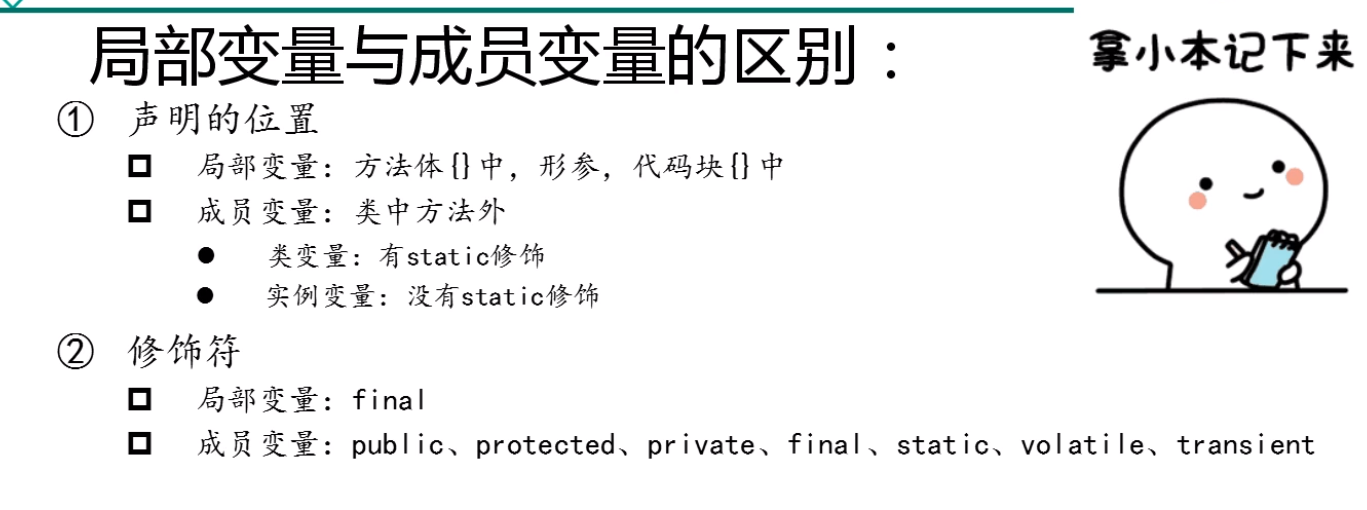 局部变量与成员变量的区别：
拿小本记下来
① 声明的位置
局部变量：方法体{}中，形参，代码块{}中
成员变量：类中方法外
类变量：有static修饰
实例变量：没有static修饰
② 修饰符
局部变量：final
成员变量：public、protected、private、final、static、volatile、transient